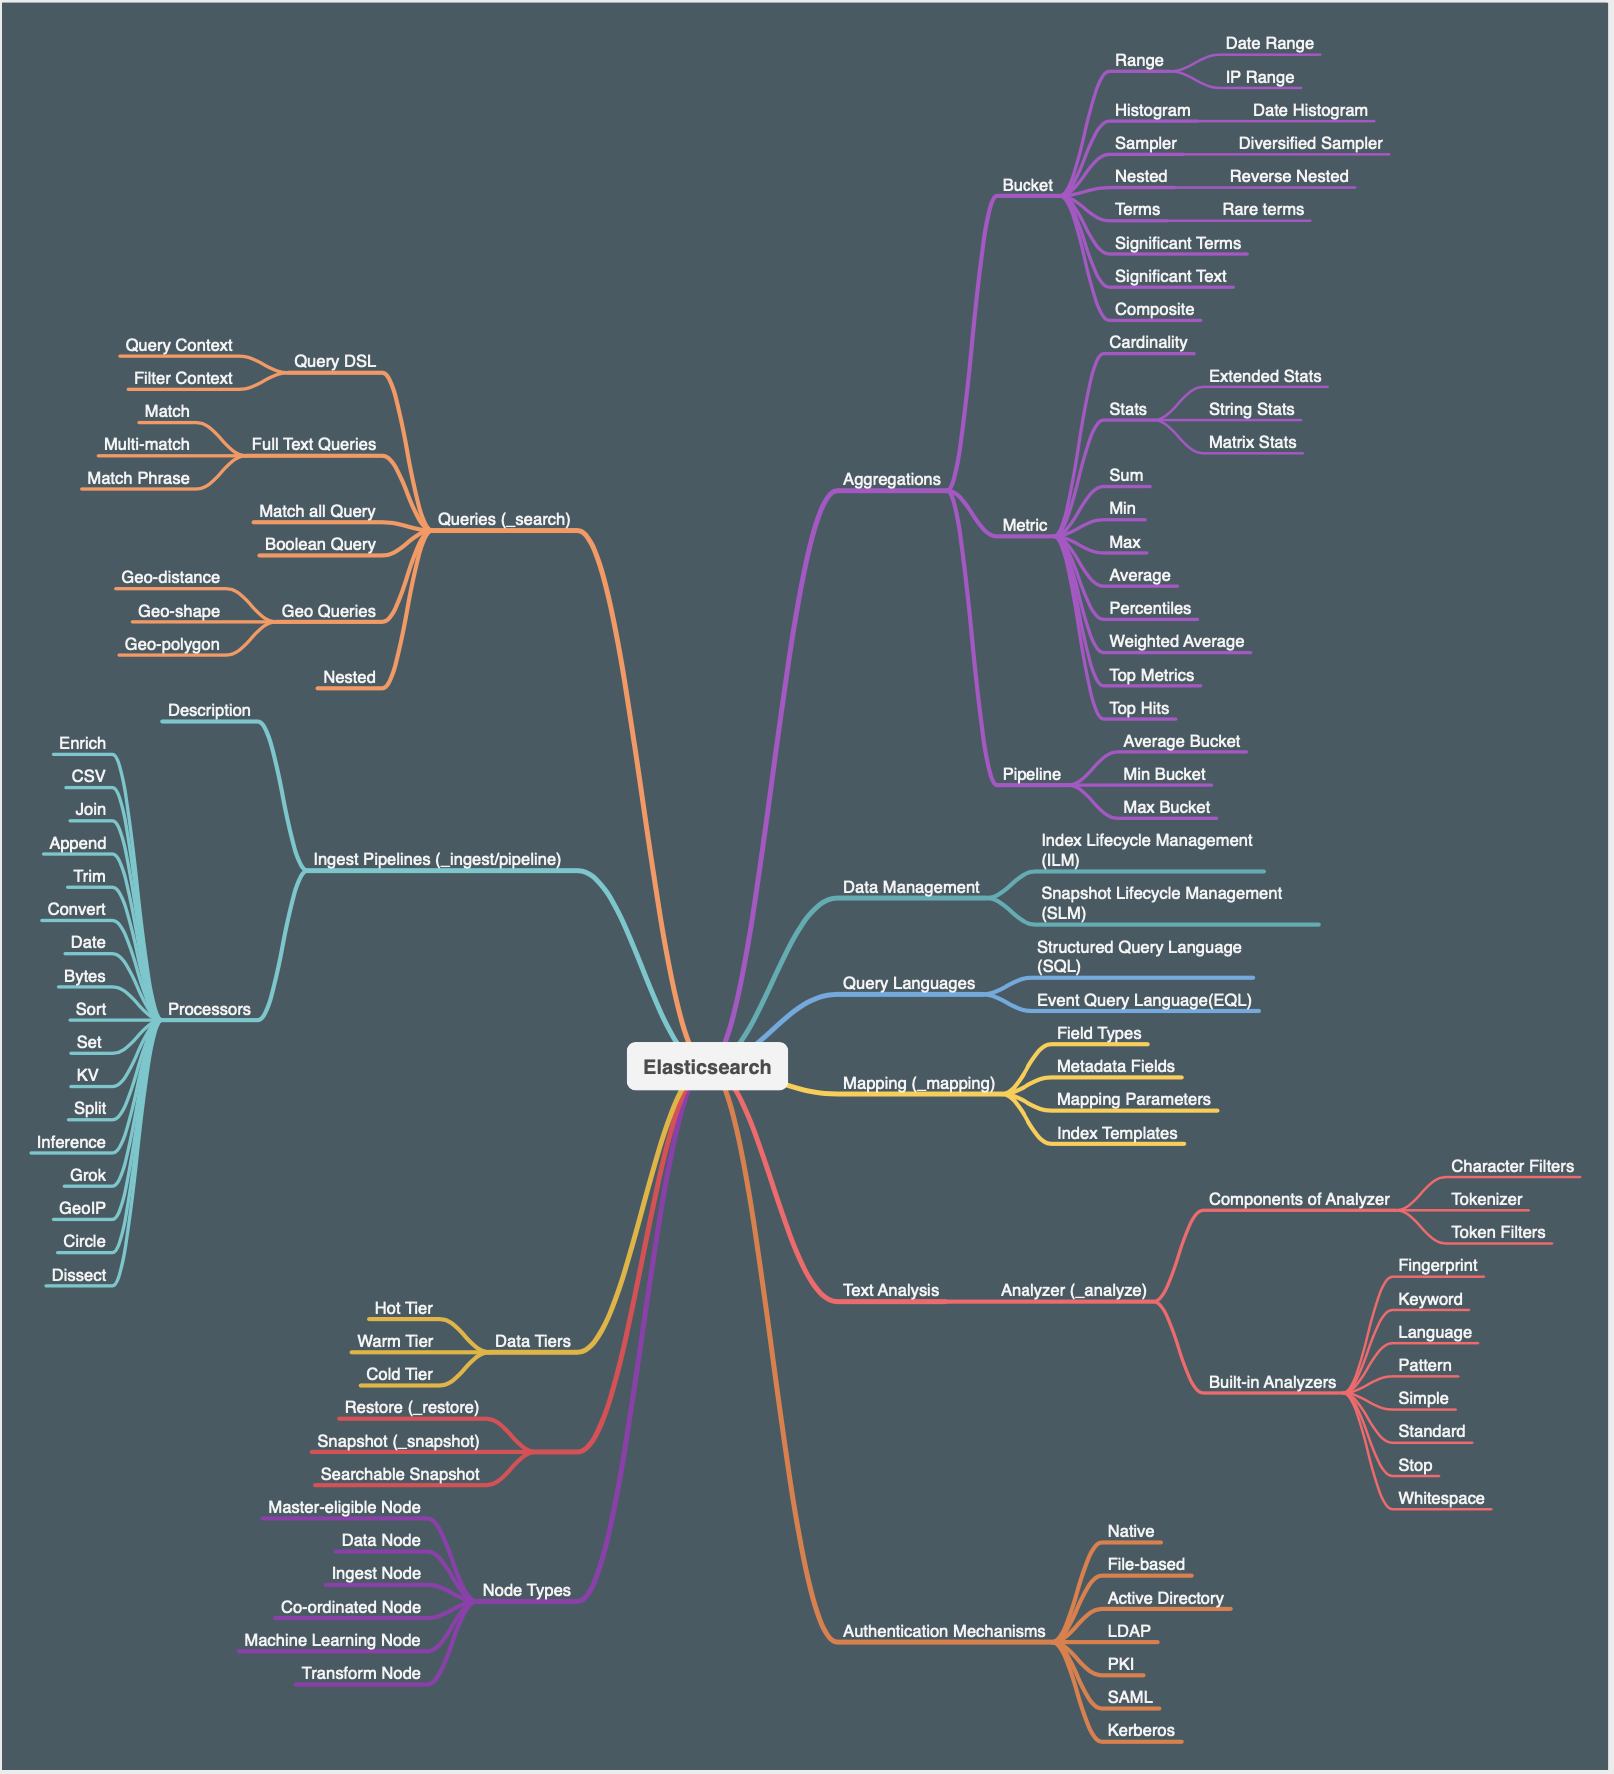 Elasticsearch
Aggregations
Bucket
Range
Date Range
IP Range
Histogram
Date Histogram
Sampler
Diversified Sampler
Nested
Reverse Nested
Terms
Rare terms
Significant Terms
Significant Text
Composite
Metric
Cardinality
Stats
Extended Stats
String Stats
Matrix Stats
Sum
Min
Max
Average
Percentiles
Weighted Average
Top Metrics
Top Hits
Pipeline
Average Bucket
Min Bucket
Max Bucket
Data Management
Index Lifecycle Management
(ILM)
Snapshot Lifecycle Management
(SLM)
Query Languages
Structured Query Language
(SQL)
Event Query Language(EQL)
Mapping (_mapping)
Field Types
Metadata Fields
Mapping Parameters
Index Templates
Text Analysis
Analyzer (_analyze)
Components of Analyzer
Character Filters
Tokenizer
Token Filters
Built-in Analyzers
Fingerprint
Keyword
Language
Pattern
Simple
Standard
Stop
Whitespace
Authentication Mechanisms
Native
File-based
Active Directory
LDAP
PKI
SAML
Kerberos
Queries (_search)
Query DSL
Query Context
Filter Context
Full Text Queries
Match
Multi-match
Match Phrase
Match all Query
Boolean Query
Geo Queries
Geo-distance
Geo-shape
Geo-polygon
Nested
Ingest Pipelines (_ingest/pipeline)
Description
Processors
Enrich
CSV
Join
Append
Trim
Convert
Date
Bytes
Sort
Set
KV
Split
Inference
Grok
GeoIP
Circle
Dissect
Data Tiers
Hot Tier
Warm Tier
Cold Tier
Restore (_restore)
Snapshot (_snapshot)
Searchable Snapshot
Node Types
Master-eligible Node
Data Node
Ingest Node
Co-ordinated Node
Machine Learning Node
Transform Node